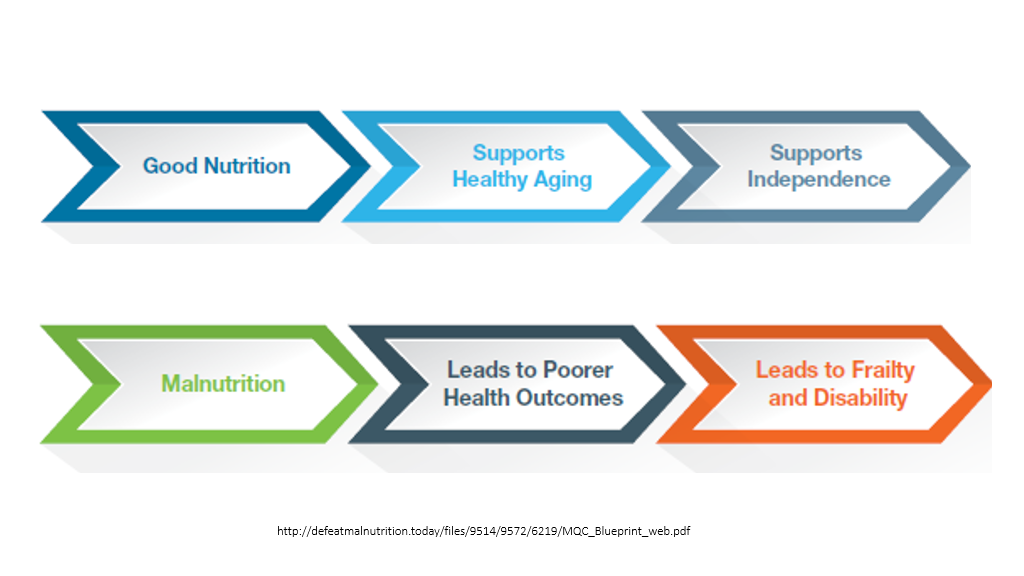 Good Nutrition
Supports
Healthy Aging
Supports
Independence
Malnutrition
Leads to Poorer
Health Outcomes
Leads to Frailty
and Disability
http://defeatmalnutrition.today/files/9514/9572/6219/MQC_Blueprint_web.pdf